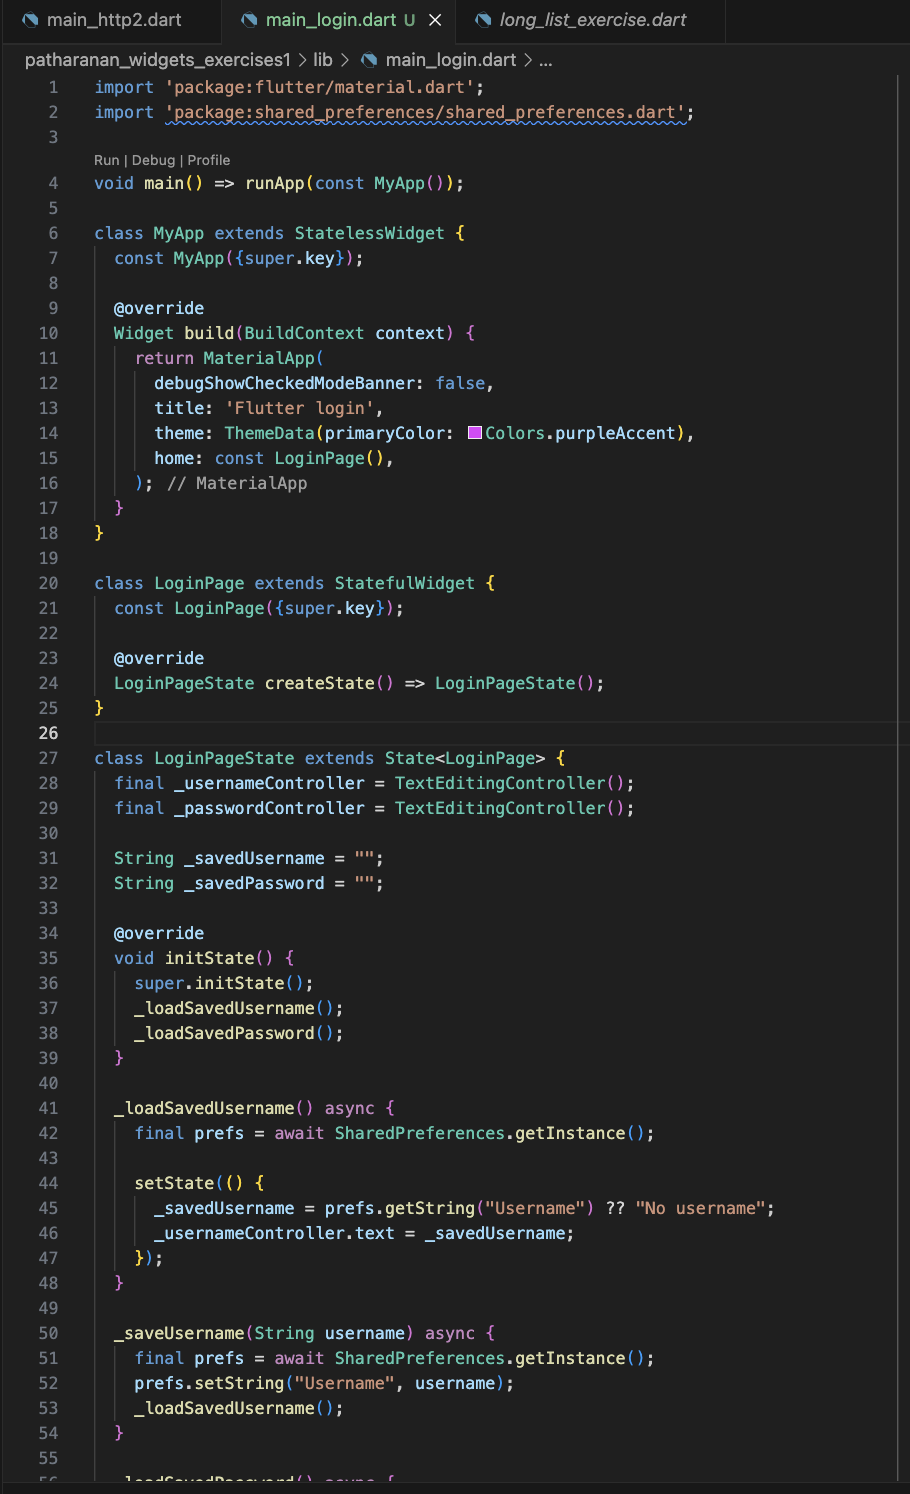 main_http2.dart
main_login.dart U
long_list_exercise.dart
patharanan_widgets_exercises1 > lib > main_login.dart > ...
1 import 'package:flutter/material.dart';
2 import 'package:shared_preferences/shared_preferences.dart';
3
Run | Debug | Profile
4 void main() => runApp(const MyApp());
5
6 class MyApp extends StatelessWidget {
7 const MyApp({super.key});
8
9 @override
10 Widget build(BuildContext context) {
11 return MaterialApp(
12 debugShowCheckedModeBanner: false,
13 title: 'Flutter login',
14 theme: ThemeData(primaryColor: Colors.purpleAccent),
15 home: const LoginPage(),
16 ); // MaterialApp
17 }
18 }
19
20 class LoginPage extends StatefulWidget {
21 const LoginPage({super.key});
22
23 @override
24 LoginPageState createState() => LoginPageState();
25 }
26
27 class LoginPageState extends State<LoginPage> {
28 final _usernameController = TextEditingController();
29 final _passwordController = TextEditingController();
30
31 String _savedUsername = "";
32 String _savedPassword = "";
33
34 @override
35 void initState() {
36 super.initState();
37 _loadSavedUsername();
38 _loadSavedPassword();
39 }
40
41 _loadSavedUsername() async {
42 final prefs = await SharedPreferences.getInstance();
43
44 setState(() {
45 _savedUsername = prefs.getString("Username") ?? "No username";
46 _usernameController.text = _savedUsername;
47 });
48 }
49
50 _saveUsername(String username) async {
51 final prefs = await SharedPreferences.getInstance();
52 prefs.setString("Username", username);
53 _loadSavedUsername();
54 }
55
56 _loadSavedPassword() async {